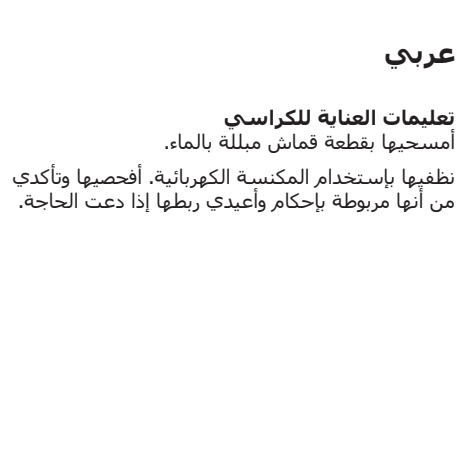 عربي
تعليمات العناية للكراسي
أمسحيها بقطعة قماش مبللة بالماء.
نظفيها بإستخدام المكنسة الكهربائية. أفحصيها وتأكدي
من أنها مربوطة بإحكام وأعيدي ربطها إذا دعت الحاجة.